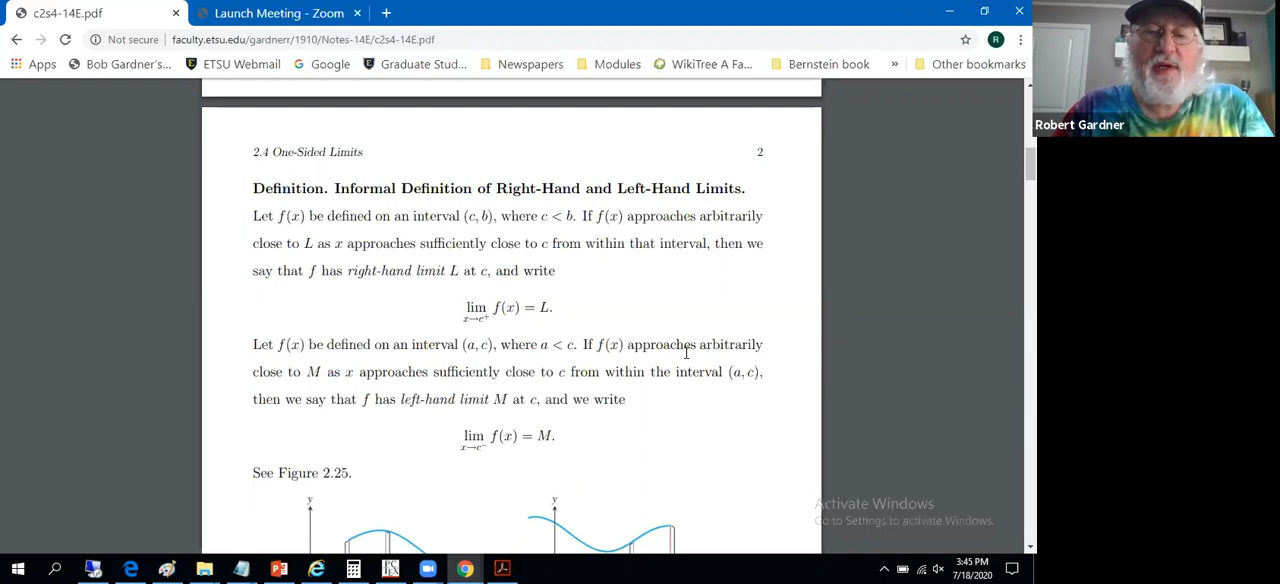 c2s4-14E.pdf
Launch Meeting - Zoom
Not secure
faculty.etsu.edu/gardnerr/1910/Notes-14E/c2s4-14E.pdf
R
Apps
Bob Gardner's...
ETSU Webmail
Google
Graduate Stud...
Newspapers
Modules
WikiTree A Fa...
Bernstein book
»
Other bookmarks
Robert Gardner
2.4 One-Sided Limits 2
Definition. Informal Definition of Right-Hand and Left-Hand Limits.
Let f(x) be defined on an interval (c, b), where c < b. If f(x) approaches arbitrarily
close to L as x approaches sufficiently close to c from within that interval, then we
say that f has right-hand limit L at c, and write
lim f(x) = L.
x→c⁺
Let f(x) be defined on an interval (a, c), where a < c. If f(x) approaches arbitrarily
close to M as x approaches sufficiently close to c from within the interval (a, c),
then we say that f has left-hand limit M at c, and we write
lim f(x) = M.
x→c⁻
See Figure 2.25.
y
y
Activate Windows
Go to Settings to activate Windows.
3:45 PM
7/18/2020